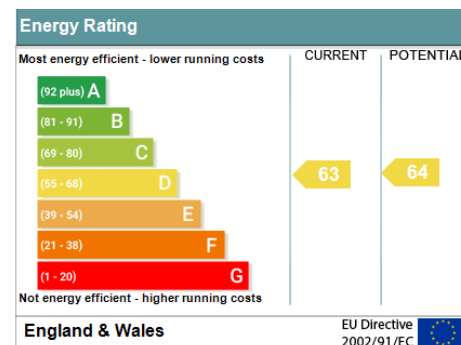 Energy Rating
Most energy efficient - lower running costs
CURRENT
POTENTIAL
(92 plus) A
(81 - 91) B
(69 - 80) C
(55 - 68) D
63
64
(39 - 54) E
(21 - 38) F
(1 - 20) G
Not energy efficient - higher running costs
England & Wales
EU Directive
2002/91/EC